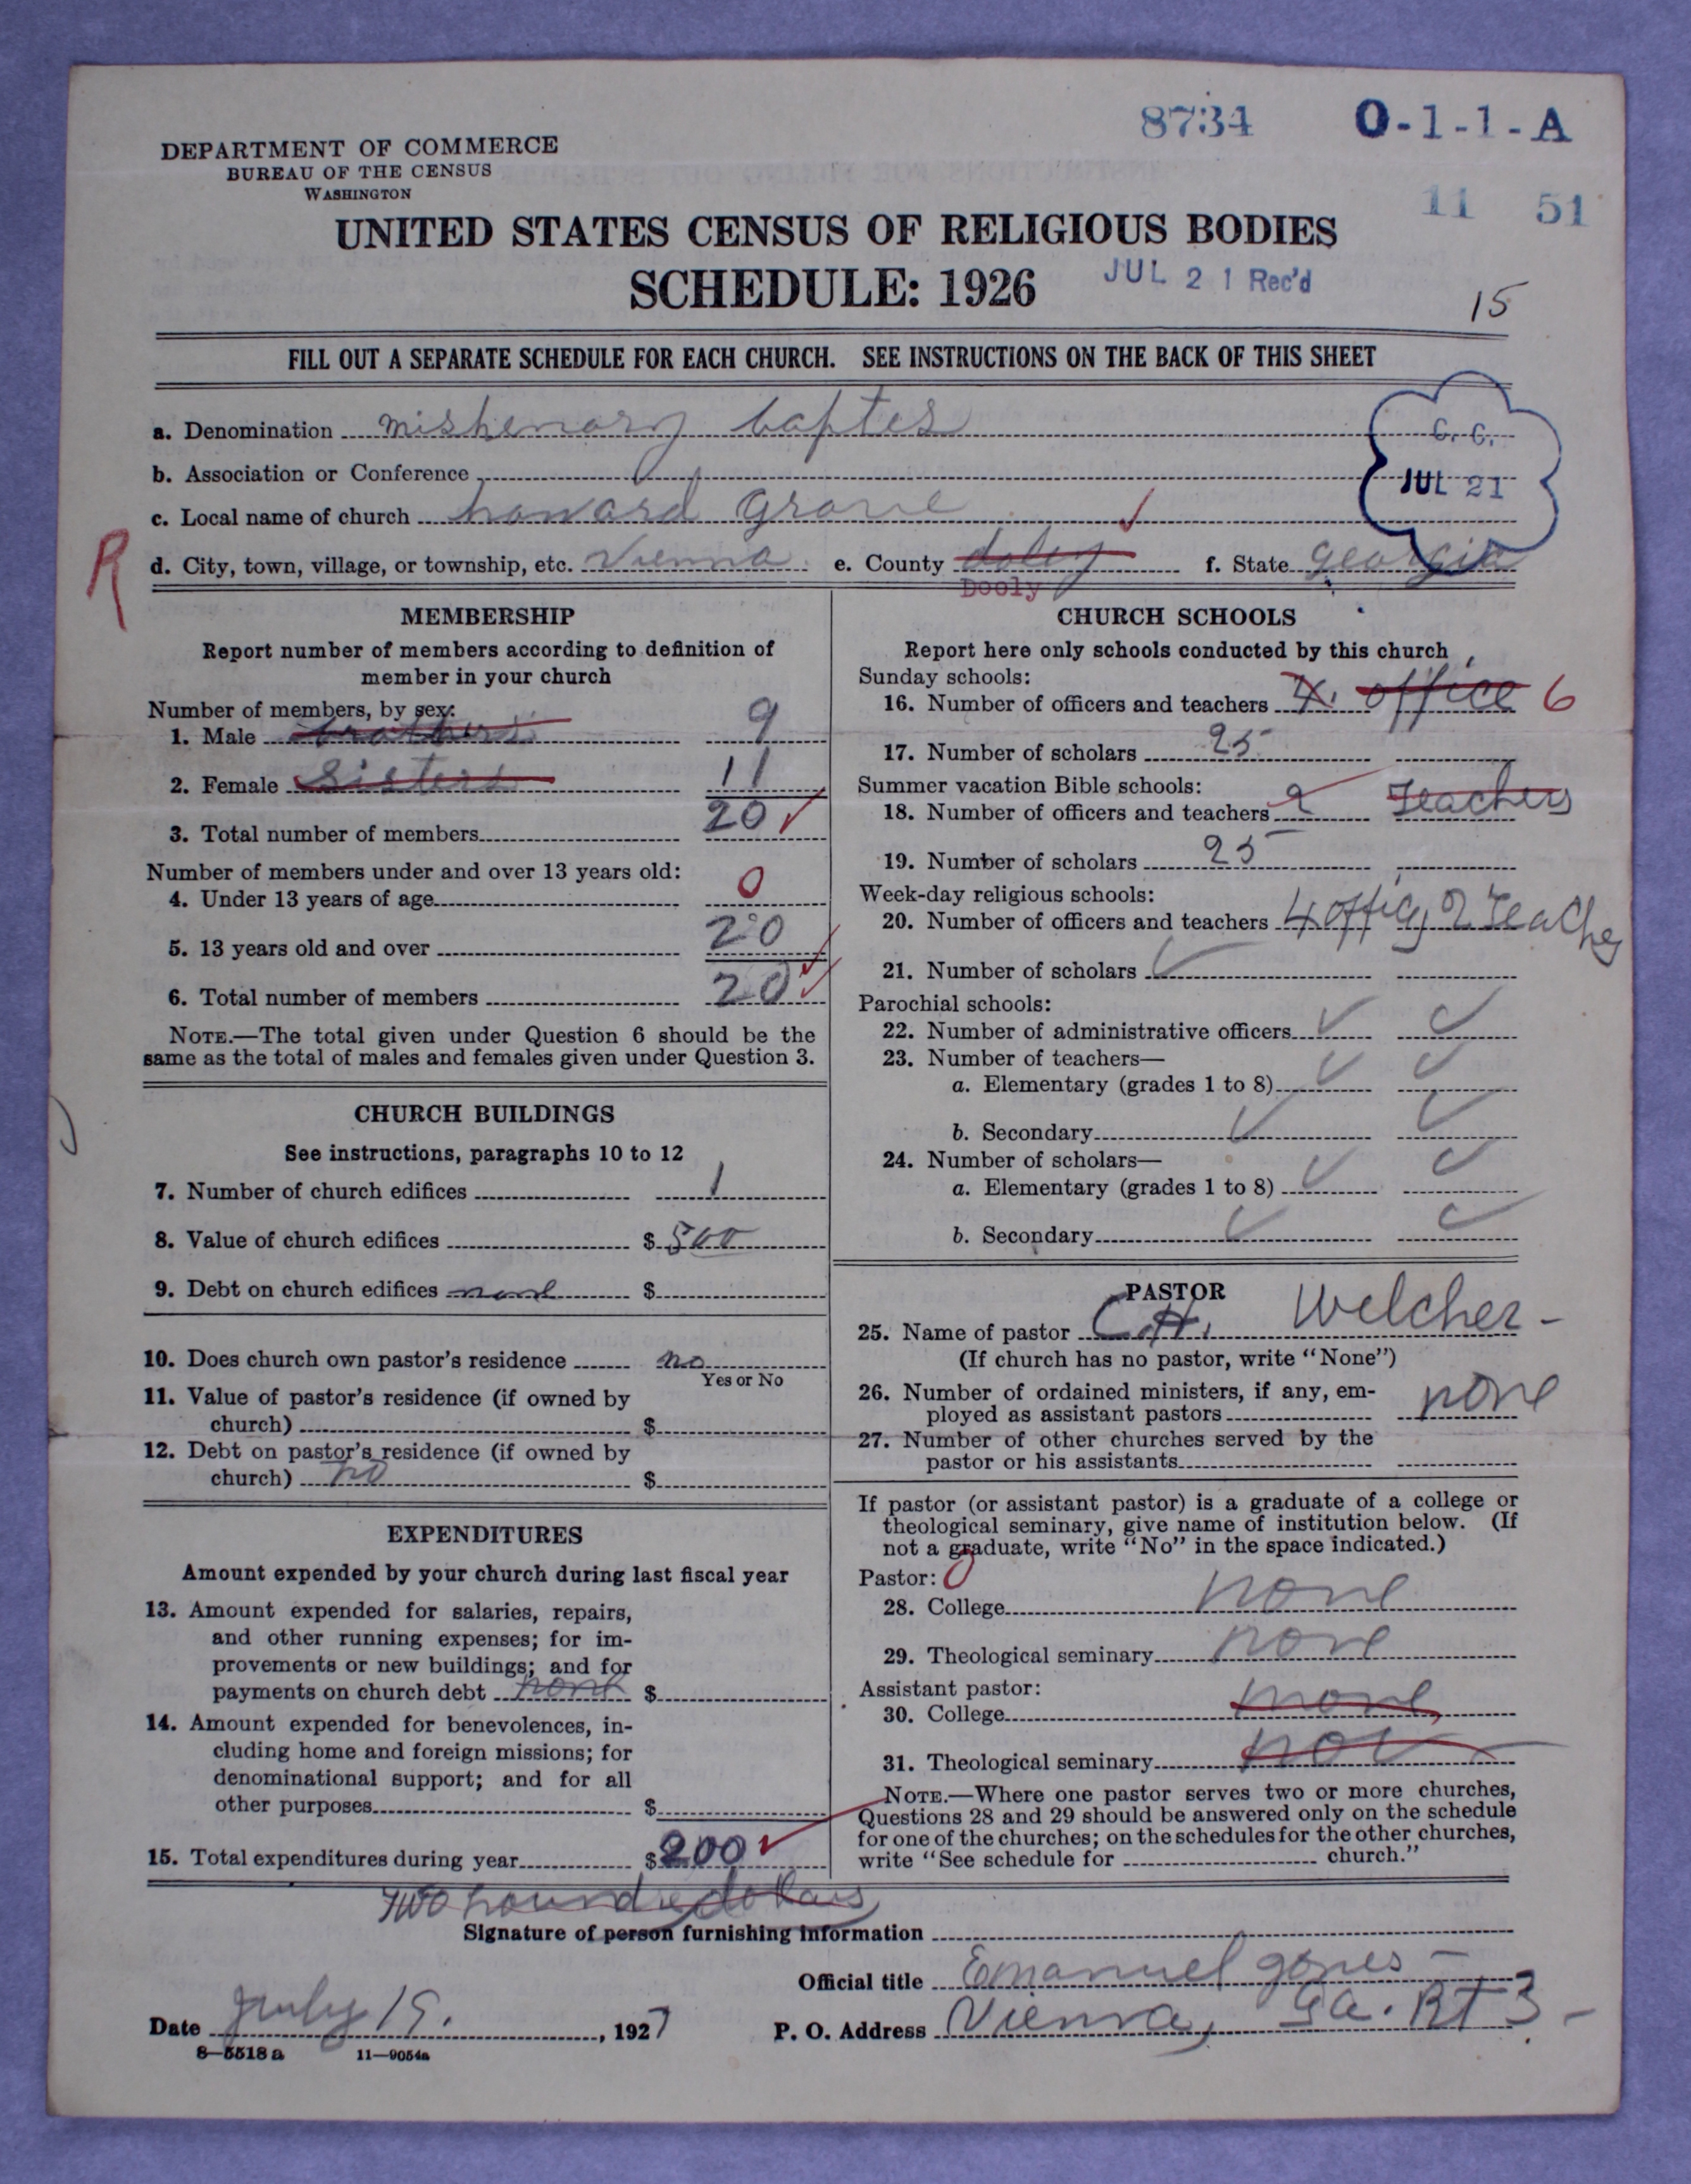 8734 O-1-1-A
DEPARTMENT OF COMMERCE
BUREAU OF THE CENSUS
WASHINGTON
11 51
UNITED STATES CENSUS OF RELIGIOUS BODIES
SCHEDULE: 1926
JUL 21 Rec'd
15
FILL OUT A SEPARATE SCHEDULE FOR EACH CHURCH. SEE INSTRUCTIONS ON THE BACK OF THIS SHEET
a. Denomination mishenary baptes
C. C.
JUL 21
b. Association or Conference
c. Local name of church howard grove
R
d. City, town, village, or township, etc. Vienna e. County doley f. State georgia
Dooly
MEMBERSHIP
Report number of members according to definition of
member in your church
Number of members, by sex:
1. Male brothers 9
2. Female Sisters 11
3. Total number of members 20
Number of members under and over 13 years old:
4. Under 13 years of age 0
5. 13 years old and over 20
6. Total number of members 20
NOTE.—The total given under Question 6 should be the
same as the total of males and females given under Question 3.
CHURCH BUILDINGS
See instructions, paragraphs 10 to 12
7. Number of church edifices 1
8. Value of church edifices $ 500
9. Debt on church edifices none $
10. Does church own pastor's residence no
Yes or No
11. Value of pastor's residence (if owned by
church) $
12. Debt on pastor's residence (if owned by
church) no $
EXPENDITURES
Amount expended by your church during last fiscal year
13. Amount expended for salaries, repairs,
and other running expenses; for im-
provements or new buildings; and for
payments on church debt none $
14. Amount expended for benevolences, in-
cluding home and foreign missions; for
denominational support; and for all
other purposes $
15. Total expenditures during year $ 200
CHURCH SCHOOLS
Report here only schools conducted by this church
Sunday schools:
16. Number of officers and teachers 4. office 6
17. Number of scholars 25
Summer vacation Bible schools:
18. Number of officers and teachers 2 Teachers
19. Number of scholars 25
Week-day religious schools:
20. Number of officers and teachers 4 2
21. Number of scholars
Parochial schools:
22. Number of administrative officers
23. Number of teachers—
a. Elementary (grades 1 to 8)
b. Secondary
24. Number of scholars—
a. Elementary (grades 1 to 8)
b. Secondary
PASTOR
25. Name of pastor C.H. Welcher -
(If church has no pastor, write "None")
26. Number of ordained ministers, if any, em-
ployed as assistant pastors none
27. Number of other churches served by the
pastor or his assistants
If pastor (or assistant pastor) is a graduate of a college or
theological seminary, give name of institution below. (If
not a graduate, write "No" in the space indicated.)
Pastor: 0
28. College none
29. Theological seminary none
Assistant pastor:
30. College none
31. Theological seminary
NOTE.—Where one pastor serves two or more churches,
Questions 28 and 29 should be answered only on the schedule
for one of the churches; on the schedules for the other churches,
write "See schedule for church."
Two
Signature of person furnishing information
Official title Emanuel gones -
Date july 19. , 1927 P. O. Address Vienna, Ga. Rt 3 -
8—5518 a 11—9054a